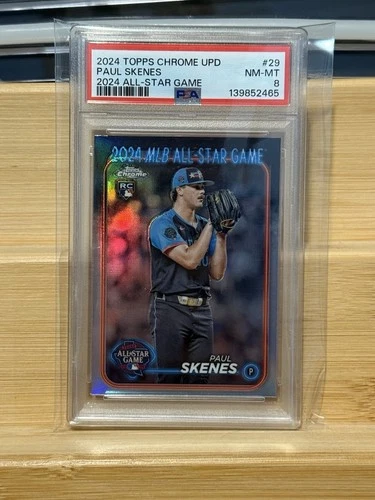 2024 TOPPS CHROME UPD #29
PAUL SKENES NM-MT
2024 ALL-STAR GAME 8
PSA 139852465
2024 MLB ALL-STAR GAME
Topps
Chrome
RC
ALL-STAR
GAME
PAUL
SKENES
P